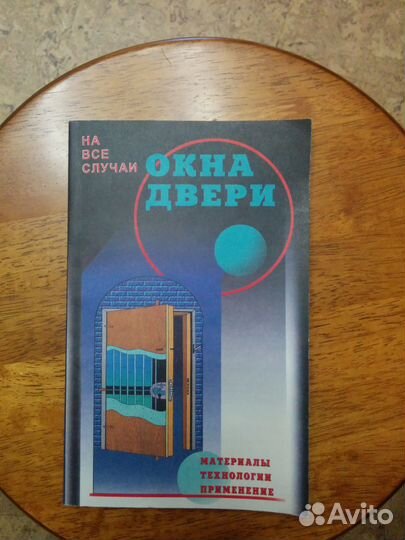 НА
ВСЕ
СЛУЧАИ
ОКНА
ДВЕРИ
МАТЕРИАЛЫ
ТЕХНОЛОГИИ
ПРИМЕНЕНИЕ
Avito